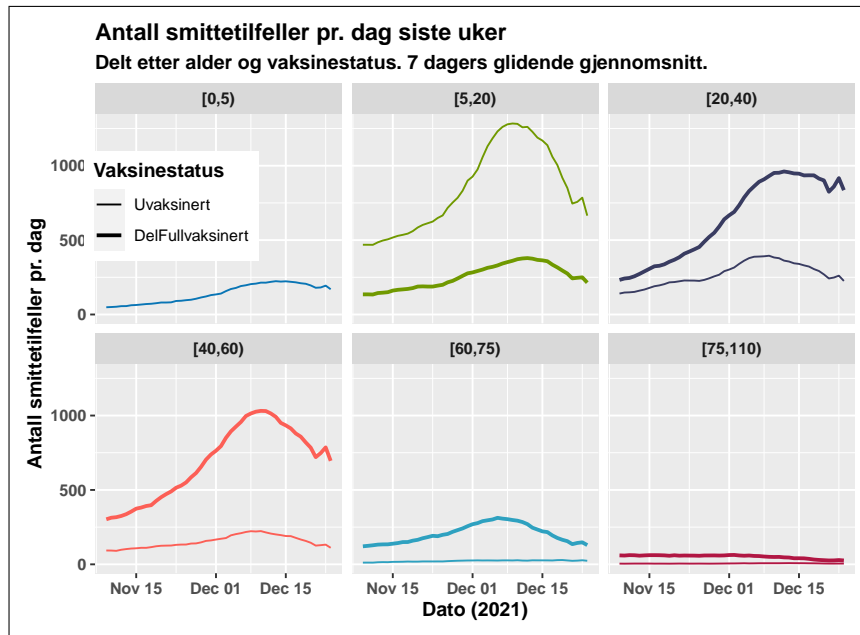 Antall smittetilfeller pr. dag siste uker
Delt etter alder og vaksinestatus. 7 dagers glidende gjennomsnitt.
[0,5)
[5,20)
[20,40)
Vaksinestatus
Uvaksinert
DelFullvaksinert
1000
500
0
[40,60)
[60,75)
[75,110)
1000
500
0
Antall smittetilfeller pr. dag
Nov 15 Dec 01 Dec 15
Nov 15 Dec 01 Dec 15
Nov 15 Dec 01 Dec 15
Dato (2021)